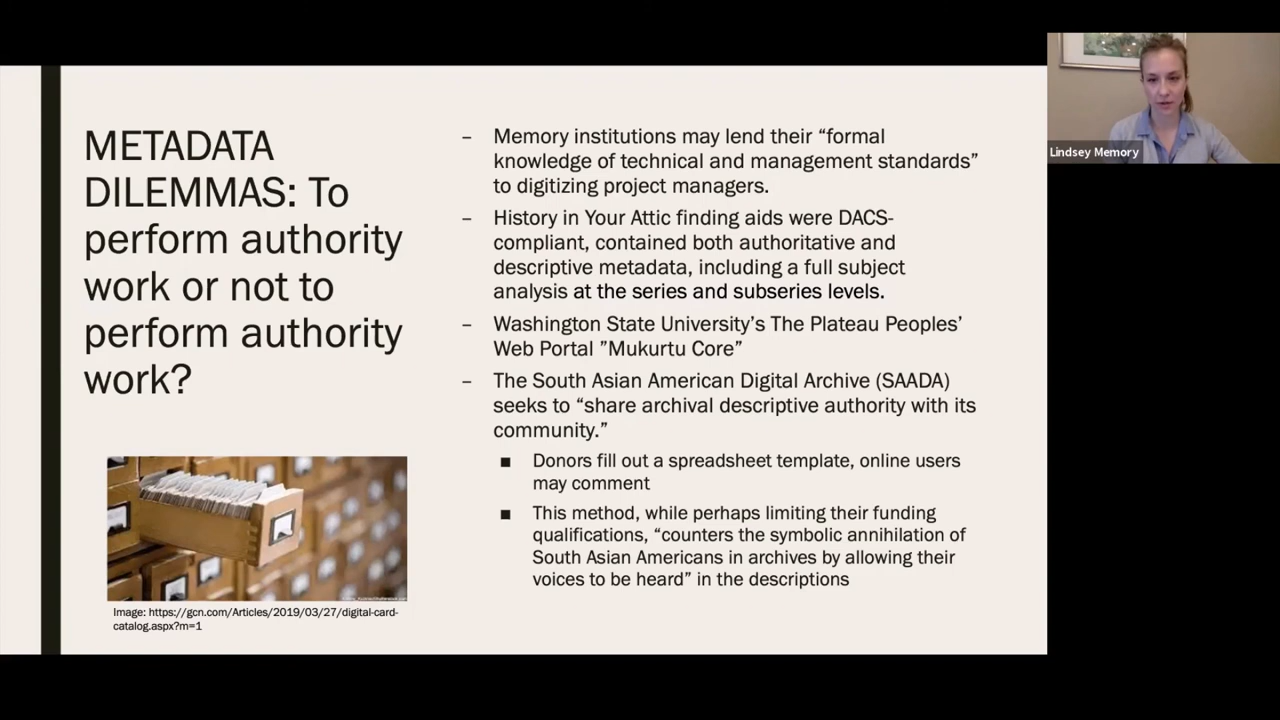 METADATA
DILEMMAS: To
perform authority
work or not to
perform authority
work?
Image: https://gcn.com/Articles/2019/03/27/digital-card-
catalog.aspx?m=1
– Memory institutions may lend their “formal
knowledge of technical and management standards”
to digitizing project managers.
– History in Your Attic finding aids were DACS-
compliant, contained both authoritative and
descriptive metadata, including a full subject
analysis at the series and subseries levels.
– Washington State University’s The Plateau Peoples’
Web Portal ”Mukurtu Core”
– The South Asian American Digital Archive (SAADA)
seeks to “share archival descriptive authority with its
community.”
■ Donors fill out a spreadsheet template, online users
may comment
■ This method, while perhaps limiting their funding
qualifications, “counters the symbolic annihilation of
South Asian Americans in archives by allowing their
voices to be heard” in the descriptions
Lindsey Memory